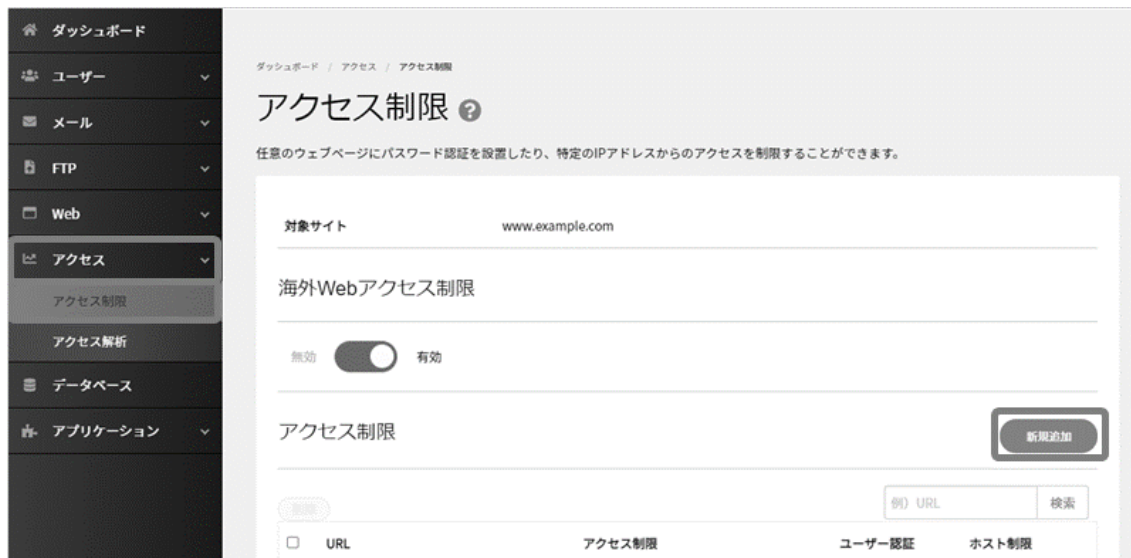 ダッシュボード
ユーザー
メール
FTP
Web
アクセス
アクセス制限
アクセス解析
データベース
アプリケーション
ダッシュボード / アクセス / アクセス制限
アクセス制限 ?
任意のウェブページにパスワード認証を設置したり、特定のIPアドレスからのアクセスを制限することができます。
対象サイト www.example.com
海外Webアクセス制限
無効 有効
アクセス制限 新規追加
削除 例）URL 検索
URL アクセス制限 ユーザー認証 ホスト制限